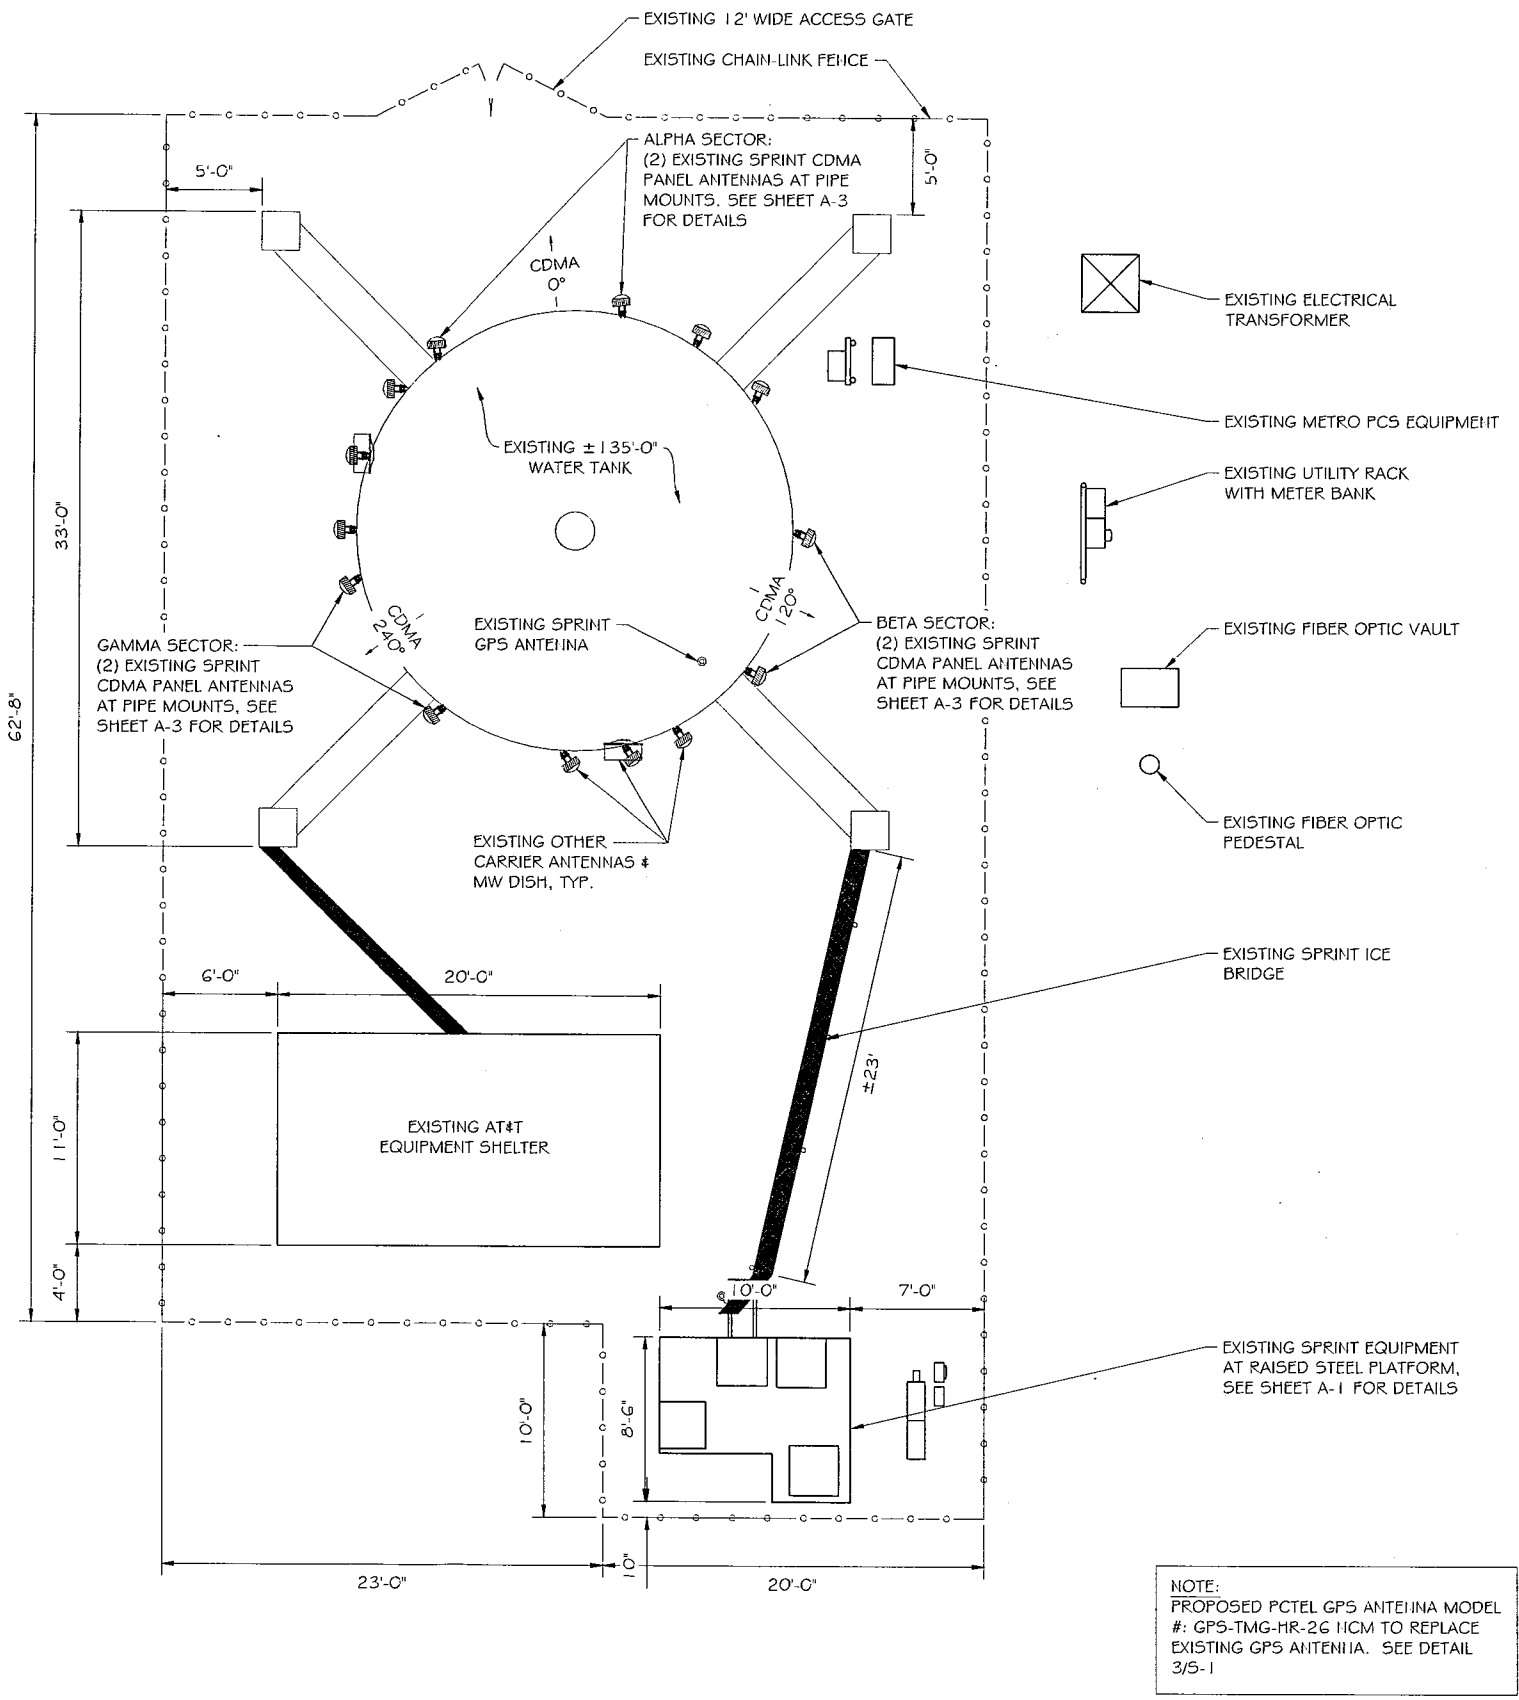 EXISTING 12' WIDE ACCESS GATE
EXISTING CHAIN-LINK FENCE
ALPHA SECTOR:
(2) EXISTING SPRINT CDMA
PANEL ANTENNAS AT PIPE
MOUNTS. SEE SHEET A-3
FOR DETAILS
5'-0"
5'-0"
CDMA
0°
EXISTING ELECTRICAL
TRANSFORMER
EXISTING METRO PCS EQUIPMENT
EXISTING ±135'-0"
WATER TANK
EXISTING UTILITY RACK
WITH METER BANK
33'-0"
CDMA
120°
CDMA
240°
EXISTING SPRINT
GPS ANTENNA
BETA SECTOR:
(2) EXISTING SPRINT
CDMA PANEL ANTENNAS
AT PIPE MOUNTS, SEE
SHEET A-3 FOR DETAILS
EXISTING FIBER OPTIC VAULT
GAMMA SECTOR:
(2) EXISTING SPRINT
CDMA PANEL ANTENNAS
AT PIPE MOUNTS, SEE
SHEET A-3 FOR DETAILS
62'-8"
EXISTING OTHER
CARRIER ANTENNAS &
MW DISH, TYP.
EXISTING FIBER OPTIC
PEDESTAL
EXISTING SPRINT ICE
BRIDGE
6'-0"
20'-0"
±23'
11'-0"
EXISTING AT&T
EQUIPMENT SHELTER
4'-0"
10'-0"
7'-0"
EXISTING SPRINT EQUIPMENT
AT RAISED STEEL PLATFORM,
SEE SHEET A-1 FOR DETAILS
10'-0"
8'-6"
23'-0"
10"
20'-0"
NOTE:
PROPOSED PCTEL GPS ANTENNA MODEL
#: GPS-TMG-HR-26 NCM TO REPLACE
EXISTING GPS ANTENNA. SEE DETAIL
3/S-1